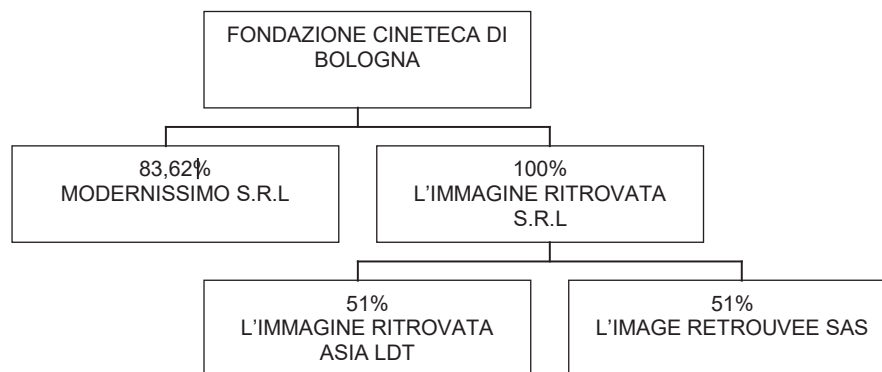 FONDAZIONE CINETECA DI
BOLOGNA
83,62%
MODERNISSIMO S.R.L
100%
L'IMMAGINE RITROVATA
S.R.L
51%
L'IMMAGINE RITROVATA
ASIA LDT
51%
L'IMAGE RETROUVEE SAS